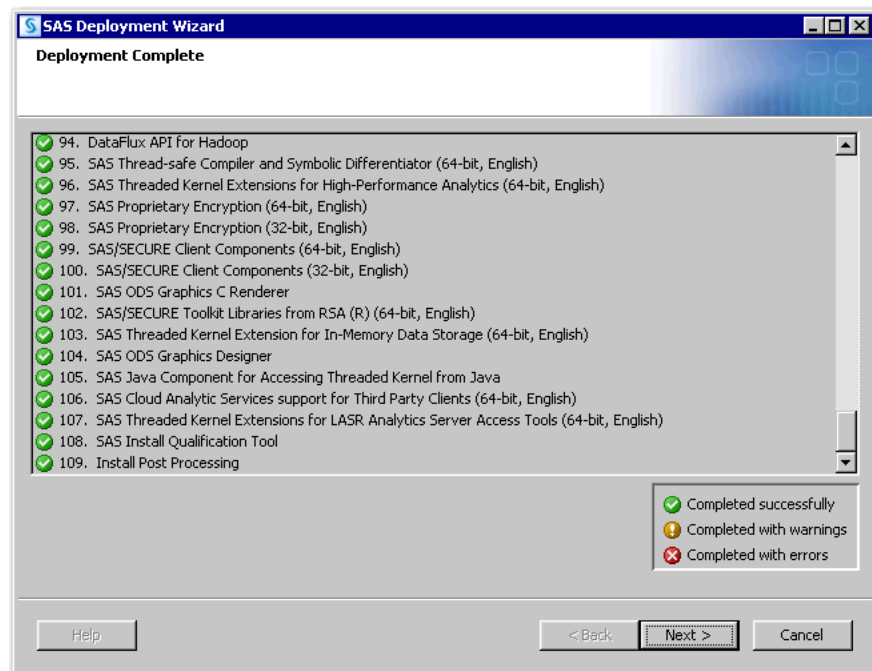 SAS Deployment Wizard
Deployment Complete
94. DataFlux API for Hadoop
95. SAS Thread-safe Compiler and Symbolic Differentiator (64-bit, English)
96. SAS Threaded Kernel Extensions for High-Performance Analytics (64-bit, English)
97. SAS Proprietary Encryption (64-bit, English)
98. SAS Proprietary Encryption (32-bit, English)
99. SAS/SECURE Client Components (64-bit, English)
100. SAS/SECURE Client Components (32-bit, English)
101. SAS ODS Graphics C Renderer
102. SAS/SECURE Toolkit Libraries from RSA (R) (64-bit, English)
103. SAS Threaded Kernel Extension for In-Memory Data Storage (64-bit, English)
104. SAS ODS Graphics Designer
105. SAS Java Component for Accessing Threaded Kernel from Java
106. SAS Cloud Analytic Services support for Third Party Clients (64-bit, English)
107. SAS Threaded Kernel Extensions for LASR Analytics Server Access Tools (64-bit, English)
108. SAS Install Qualification Tool
109. Install Post Processing
Completed successfully
Completed with warnings
Completed with errors
Help < Back Next > Cancel